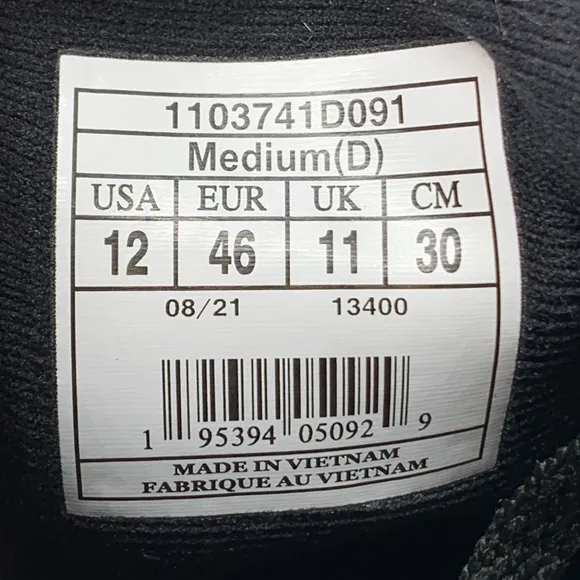 1103741D091
Medium(D)
USA EUR UK CM
12 46 11 30
08/21 13400
1 95394 05092 9
MADE IN VIETNAM
FABRIQUE AU VIETNAM